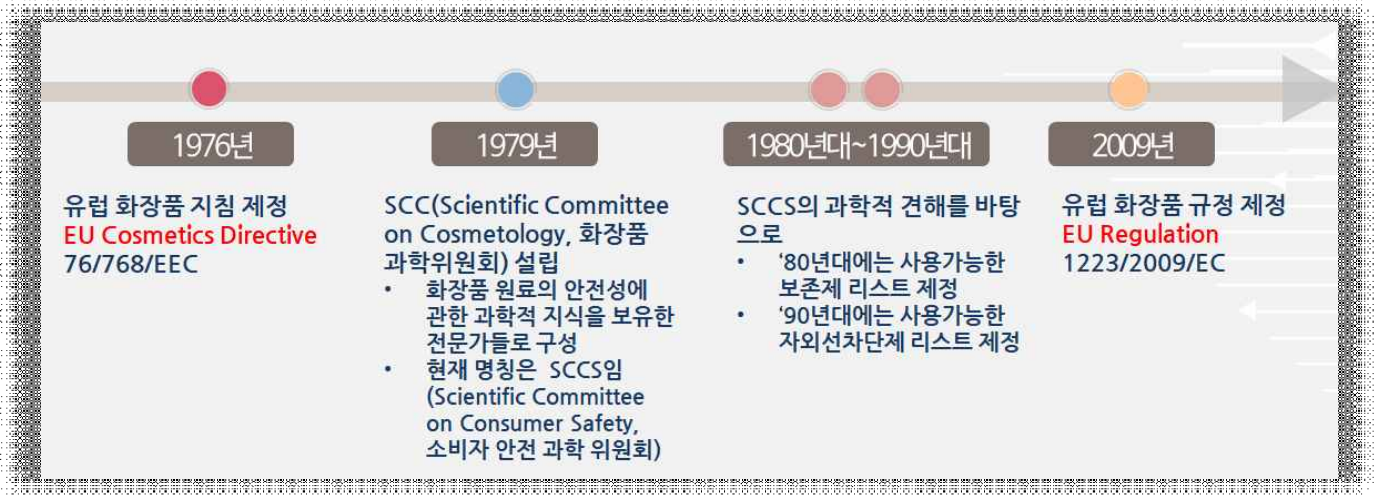 1976년
유럽 화장품 지침 제정
EU Cosmetics Directive
76/768/EEC
1979년
SCC(Scientific Committee
on Cosmetology, 화장품
과학위원회) 설립
• 화장품 원료의 안전성에
관한 과학적 지식을 보유한
전문가들로 구성
• 현재 명칭은 SCCS임
(Scientific Committee
on Consumer Safety,
소비자 안전 과학 위원회)
1980년대~1990년대
SCCS의 과학적 견해를 바탕
으로
• ‘80년대에는 사용가능한
보존제 리스트 제정
• ‘90년대에는 사용가능한
자외선차단제 리스트 제정
2009년
유럽 화장품 규정 제정
EU Regulation
1223/2009/EC